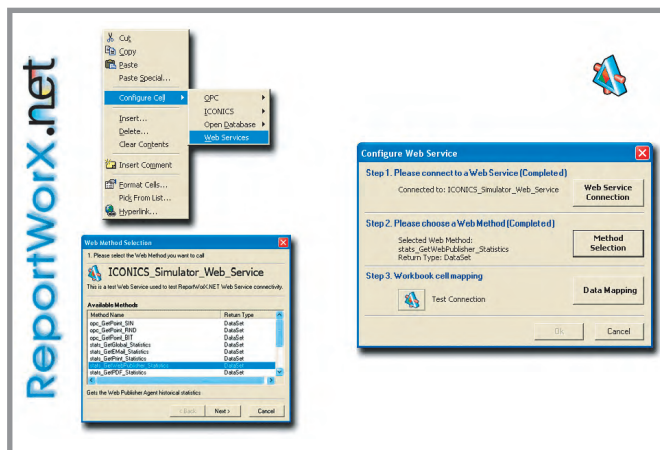 ReportWorX.net
Cut
Copy
Paste
Paste Special...
Configure Cell
Insert...
Delete...
Clear Contents
Insert Comment
Format Cells...
Pick From List...
Hyperlink...
OPC
ICONICS
Open Database
Web Services
Web Method Selection
1. Please select the Web Method you want to call
ICONICS_Simulator_Web_Service
This is a test Web Service used to test ReportWorX.NET Web Service connectivity.
Available Methods
Method Name Return Type
opc_GetPoint_SIN DataSet
opc_GetPoint_RND DataSet
opc_GetPoint_BIT DataSet
stats_GetGlobal_Statistics DataSet
stats_GetEMail_Statistics DataSet
stats_GetPrint_Statistics DataSet
stats_GetWebPublisher_Statistics DataSet
stats_GetPDF_Statistics DataSet
Gets the Web Publisher Agent historical statistics
< Back Next > Cancel
Configure Web Service
Step 1. Please connect to a Web Service (Completed)
Connected to: ICONICS_Simulator_Web_Service
Web Service
Connection
Step 2. Please choose a Web Method (Completed)
Selected Web Method:
stats_GetWebPublisher_Statistics
Return Type: DataSet
Method
Selection
Step 3. Workbook cell mapping
Test Connection
Data Mapping
Ok Cancel